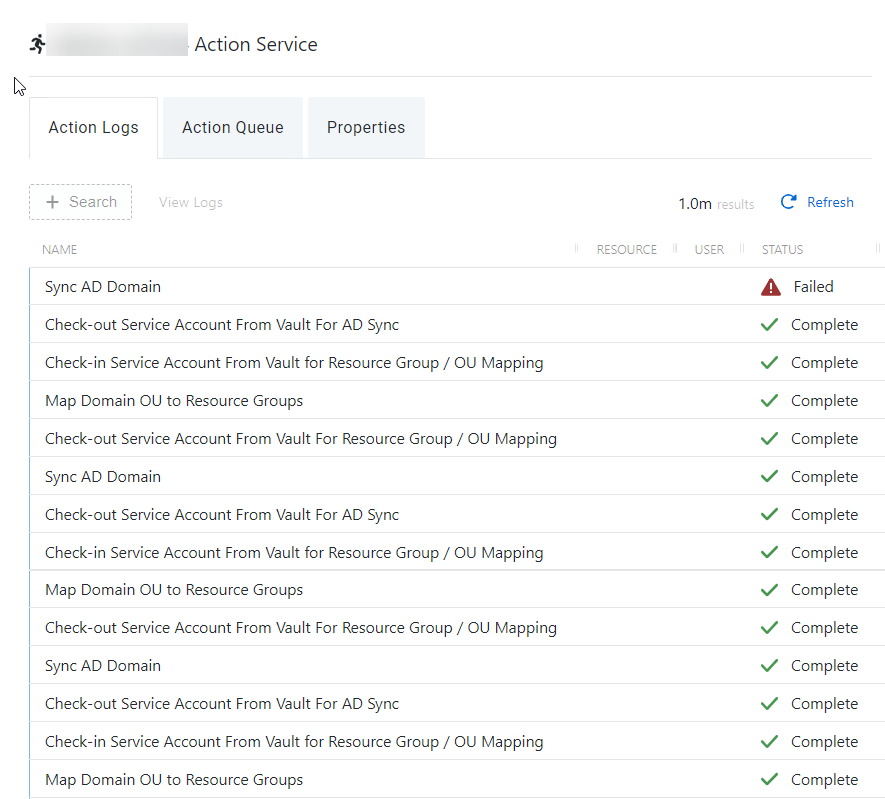 Action Service
Action Logs Action Queue Properties
+ Search View Logs 1.0m results Refresh
NAME RESOURCE USER STATUS
Sync AD Domain Failed
Check-out Service Account From Vault For AD Sync Complete
Check-in Service Account From Vault for Resource Group / OU Mapping Complete
Map Domain OU to Resource Groups Complete
Check-out Service Account From Vault For Resource Group / OU Mapping Complete
Sync AD Domain Complete
Check-out Service Account From Vault For AD Sync Complete
Check-in Service Account From Vault for Resource Group / OU Mapping Complete
Map Domain OU to Resource Groups Complete
Check-out Service Account From Vault For Resource Group / OU Mapping Complete
Sync AD Domain Complete
Check-out Service Account From Vault For AD Sync Complete
Check-in Service Account From Vault for Resource Group / OU Mapping Complete
Map Domain OU to Resource Groups Complete